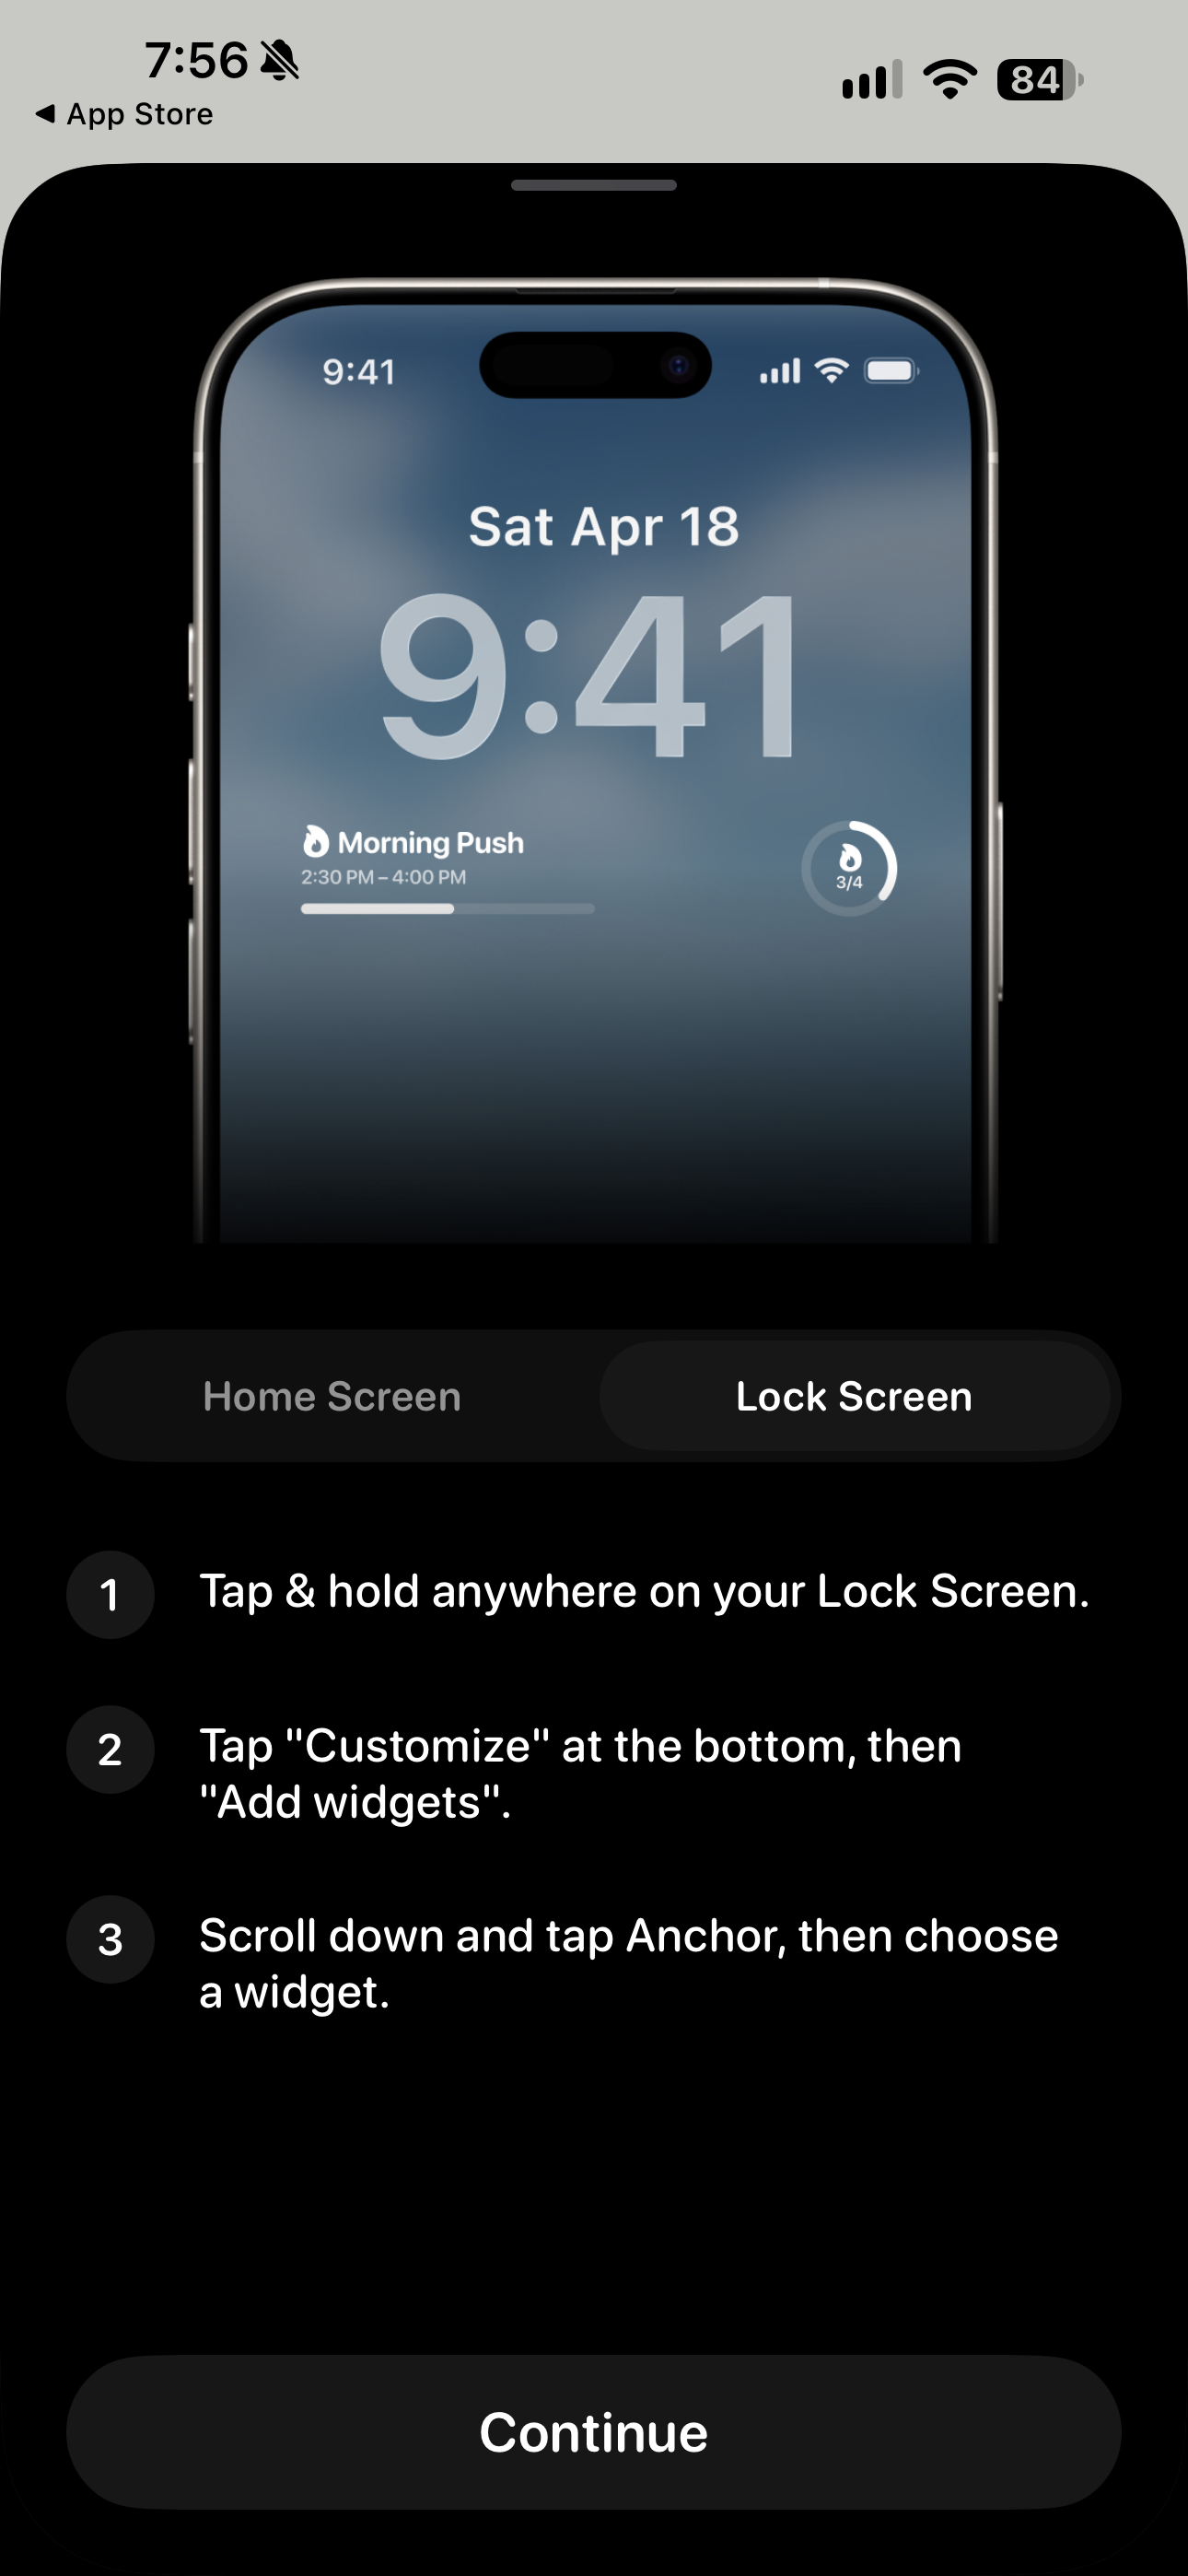 7:56
84
◀ App Store
9:41
Sat Apr 18
9:41
Morning Push
2:30 PM – 4:00 PM
3/4
Home Screen
Lock Screen
1
Tap & hold anywhere on your Lock Screen.
2
Tap "Customize" at the bottom, then
"Add widgets".
3
Scroll down and tap Anchor, then choose
a widget.
Continue